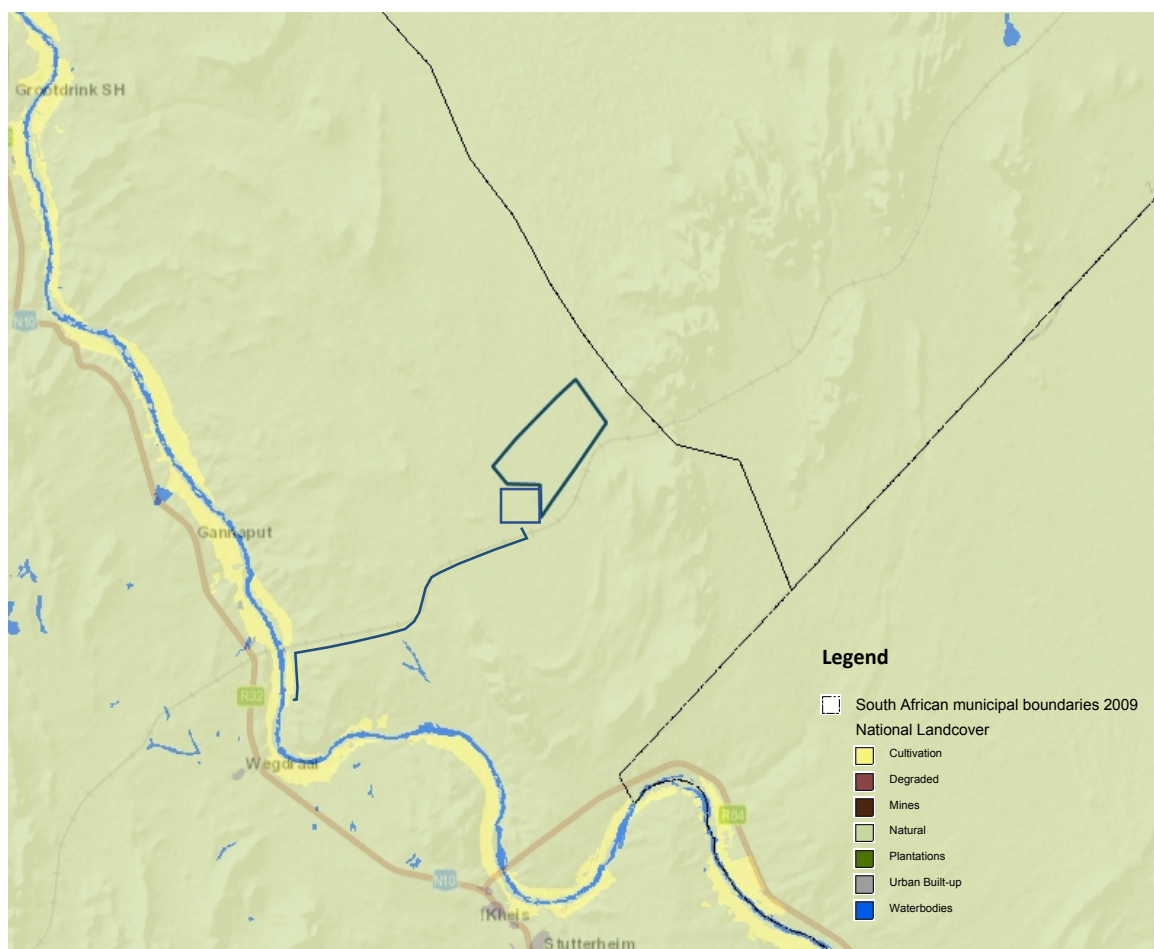 Grootdrink SH
N10
Gannaput
R32
Wegdraal
R64
N10
!Kheis
Stutterheim
Legend
South African municipal boundaries 2009
National Landcover
Cultivation
Degraded
Mines
Natural
Plantations
Urban Built-up
Waterbodies